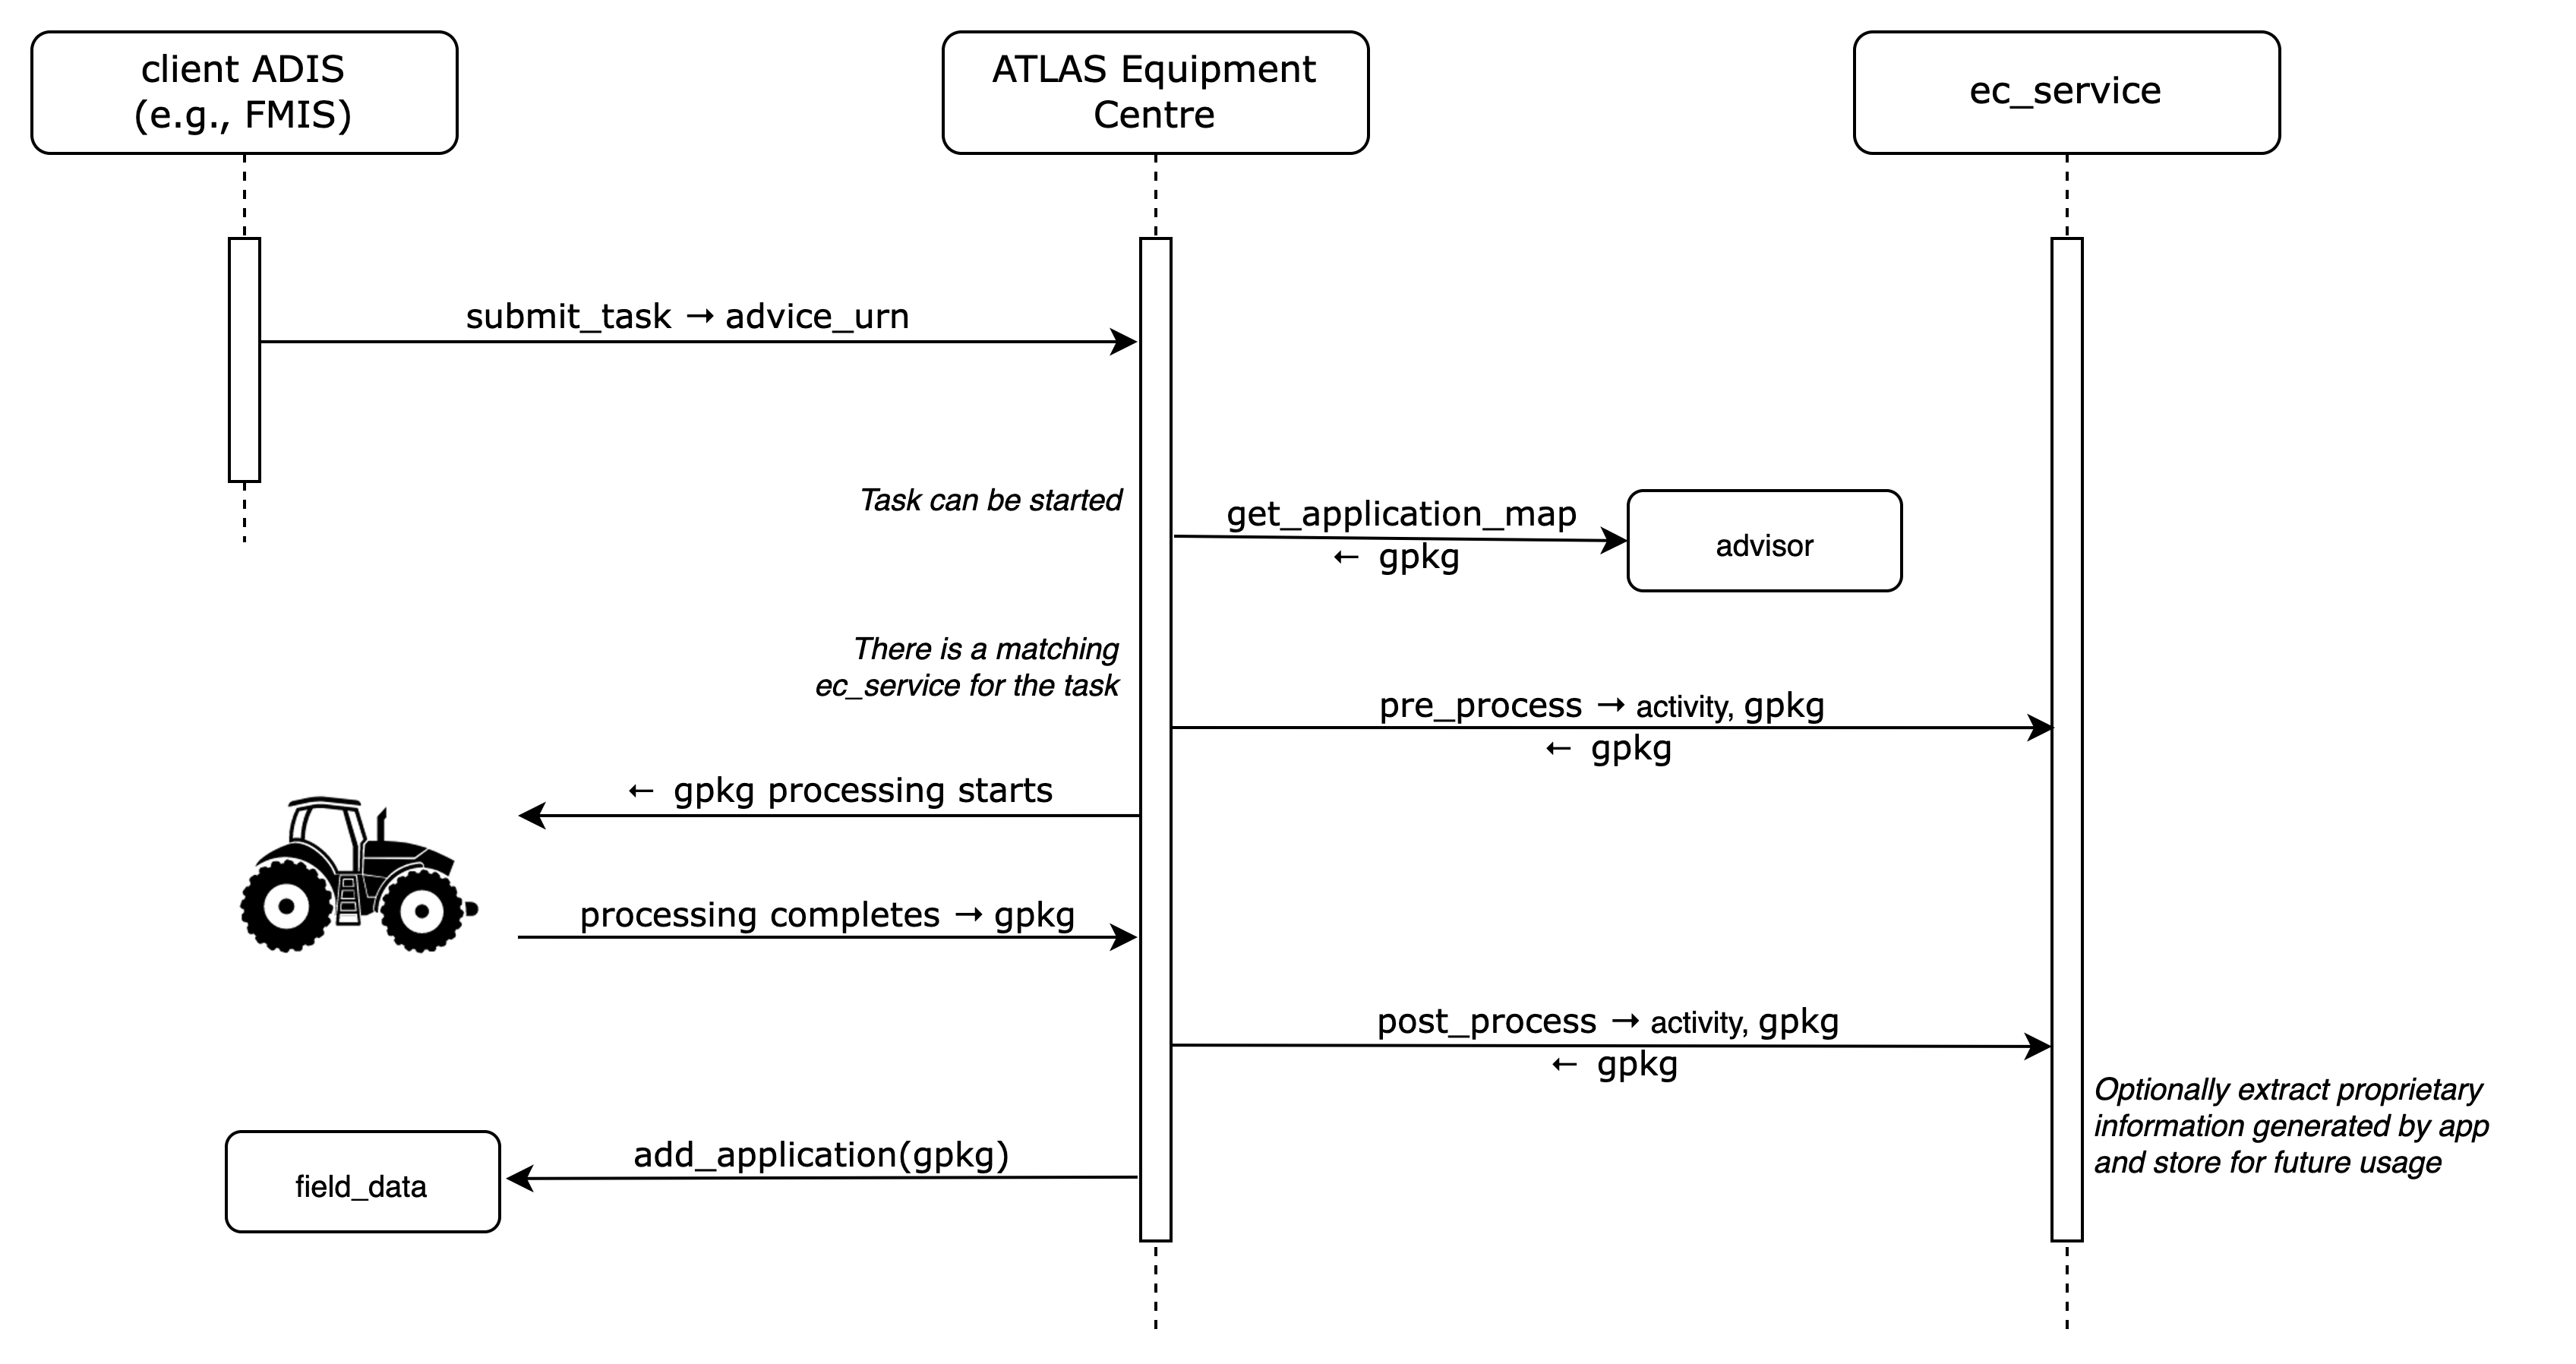 client ADIS
(e.g., FMIS)
ATLAS Equipment
Centre
ec_service
submit_task → advice_urn
Task can be started
get_application_map
← gpkg
advisor
There is a matching
ec_service for the task
pre_process → activity, gpkg
← gpkg
← gpkg processing starts
processing completes → gpkg
post_process → activity, gpkg
← gpkg
Optionally extract proprietary
information generated by app
and store for future usage
add_application(gpkg)
field_data